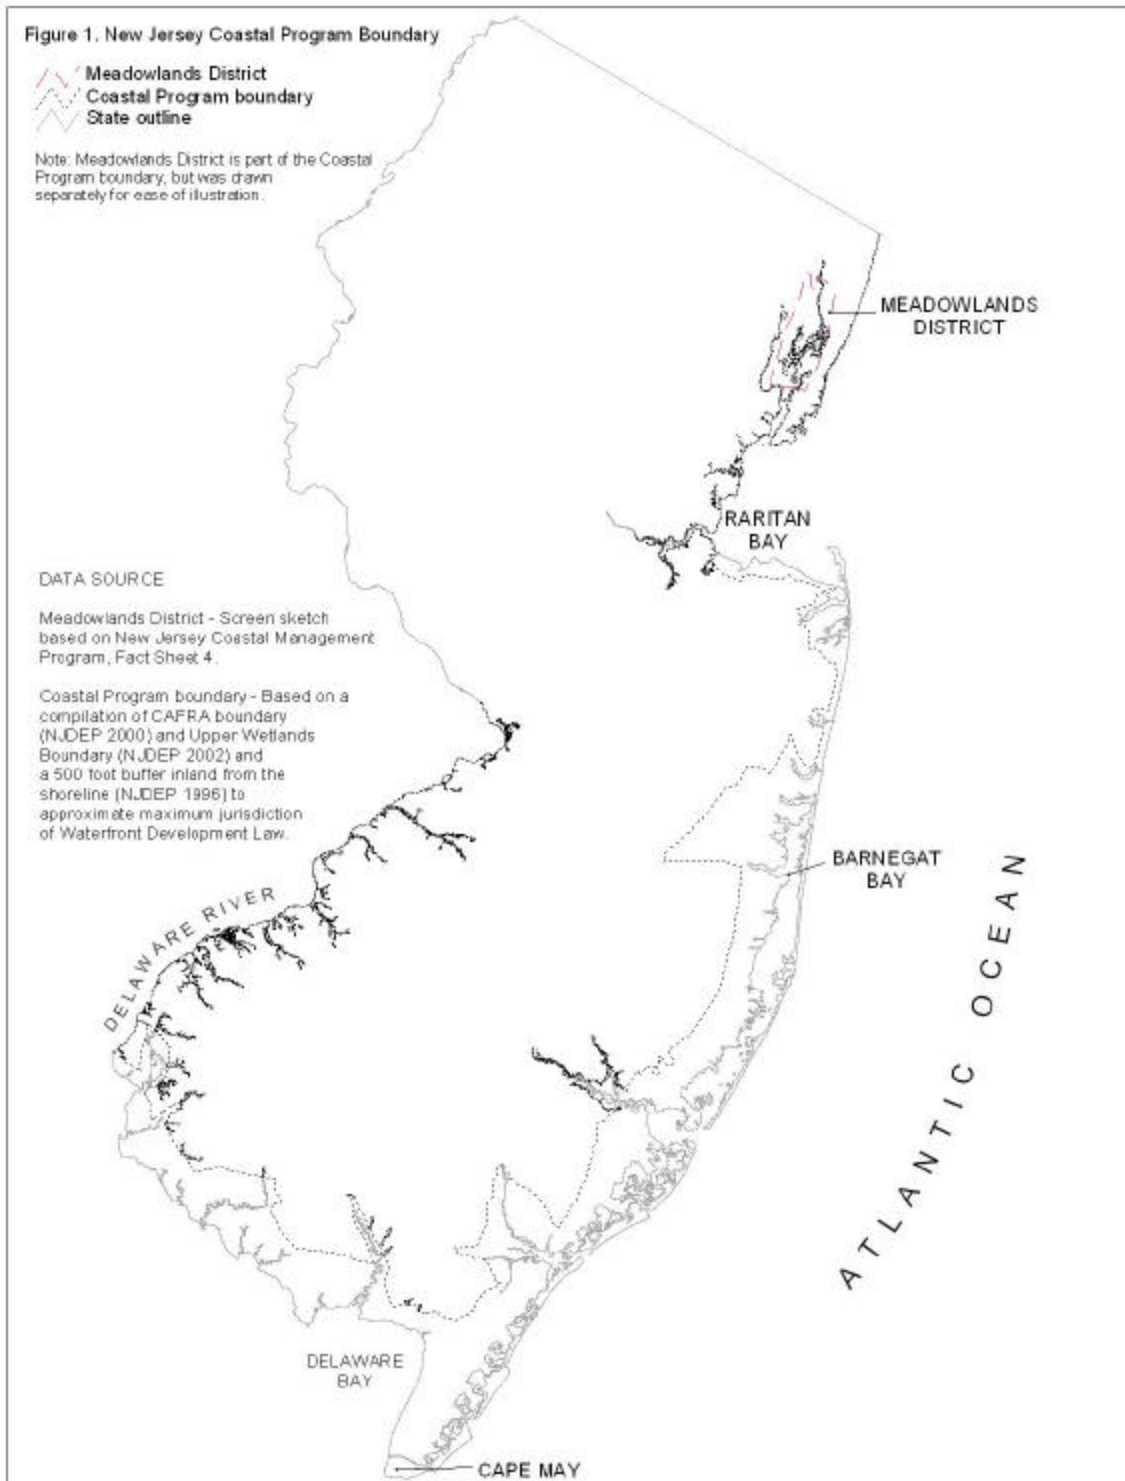 Figure 1. New Jersey Coastal Program Boundary
Meadowlands District
Coastal Program boundary
State outline
Note: Meadowlands District is part of the Coastal
Program boundary, but was drawn
separately for ease of illustration.
MEADOWLANDS
DISTRICT
RARITAN
BAY
DATA SOURCE
Meadowlands District - Screen sketch
based on New Jersey Coastal Management
Program, Fact Sheet 4.
Coastal Program boundary - Based on a
compilation of CAFRA boundary
(NJDEP 2000) and Upper Wetlands
Boundary (NJDEP 2002) and
a 500 foot buffer inland from the
shoreline (NJDEP 1996) to
approximate maximum jurisdiction
of Waterfront Development Law.
BARNEGAT
BAY
DELAWARE RIVER
ATLANTIC OCEAN
DELAWARE
BAY
CAPE MAY